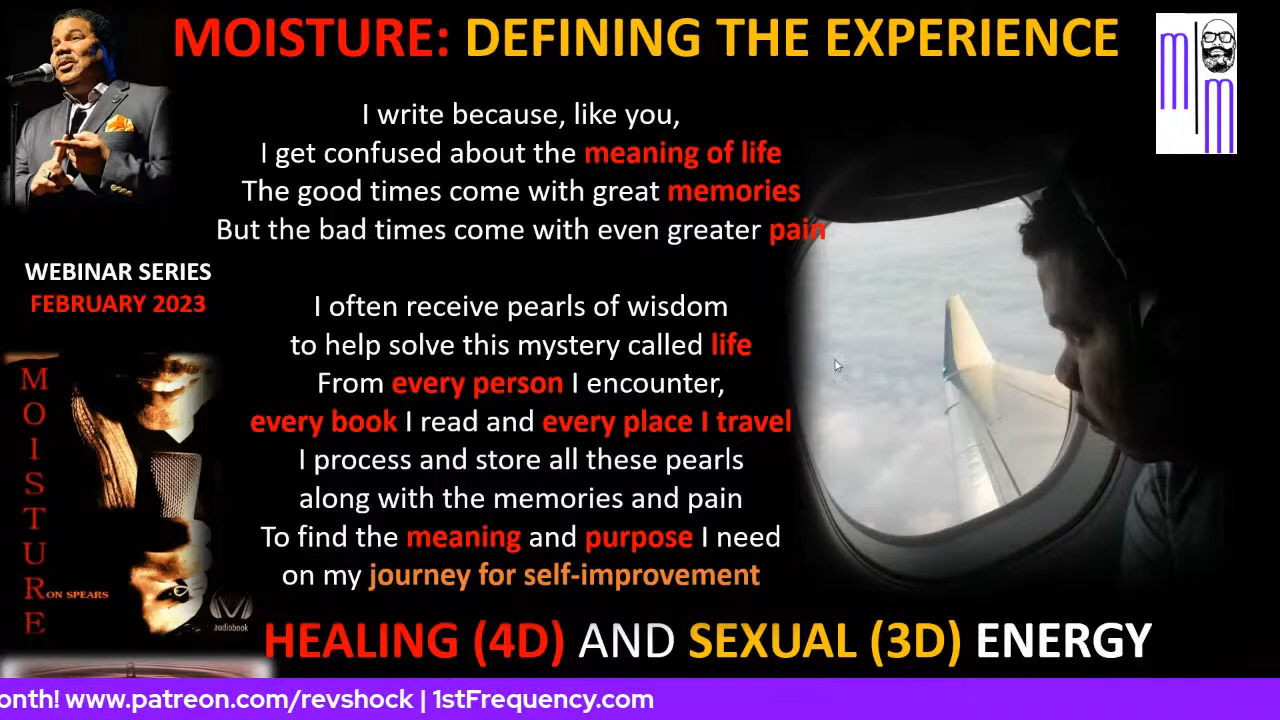 MOISTURE: DEFINING THE EXPERIENCE
m
m
I write because, like you,
I get confused about the meaning of life
The good times come with great memories
But the bad times come with even greater pain
WEBINAR SERIES
FEBRUARY 2023
I often receive pearls of wisdom
to help solve this mystery called life
From every person I encounter,
every book I read and every place I travel
I process and store all these pearls
along with the memories and pain
To find the meaning and purpose I need
on my journey for self-improvement
MOISTURE
RON SPEARS
audiobook
HEALING (4D) AND SEXUAL (3D) ENERGY
onth! www.patreon.com/revshock | 1stFrequency.com